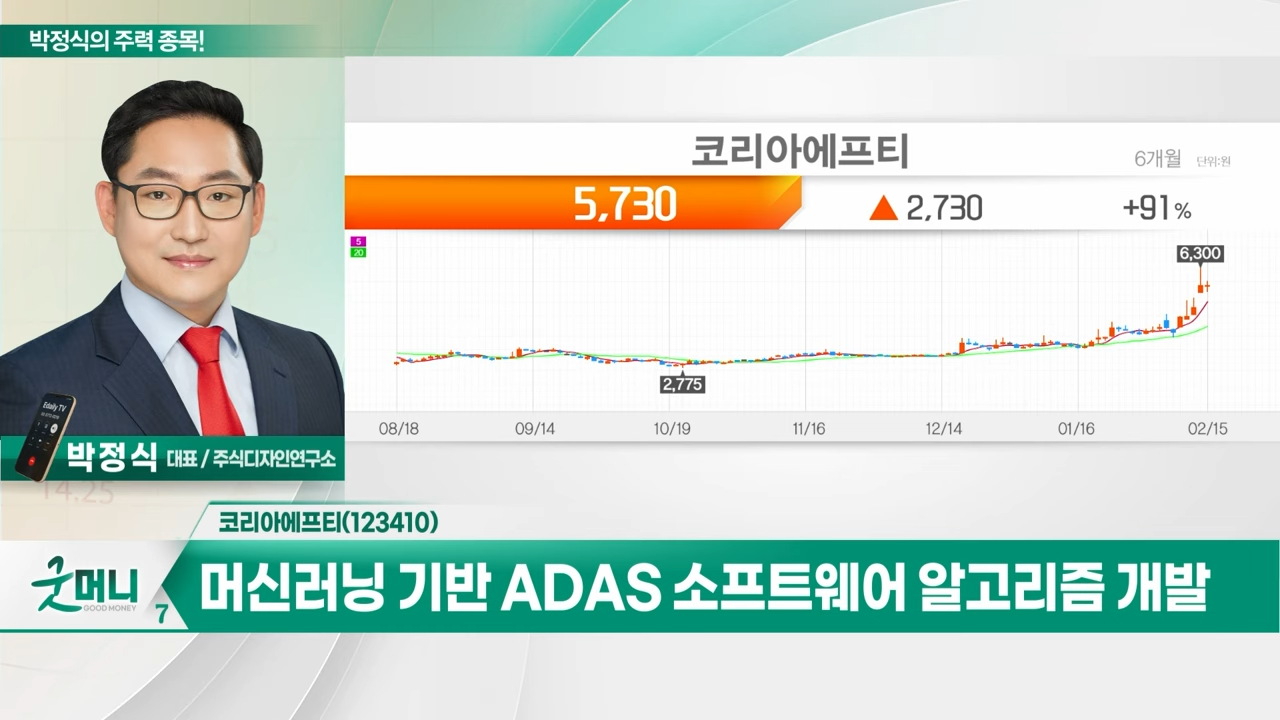 박정식의 주력 종목!
코리아에프티
6개월 단위:원
5,730 ▲ 2,730 +91%
5
20
6,300
2,775
08/18 09/14 10/19 11/16 12/14 01/16 02/15
Edaily TV
박정식 대표 / 주식디자인연구소
14.25
코리아에프티(123410)
굿머니
GOOD MONEY
7
머신러닝 기반 ADAS 소프트웨어 알고리즘 개발